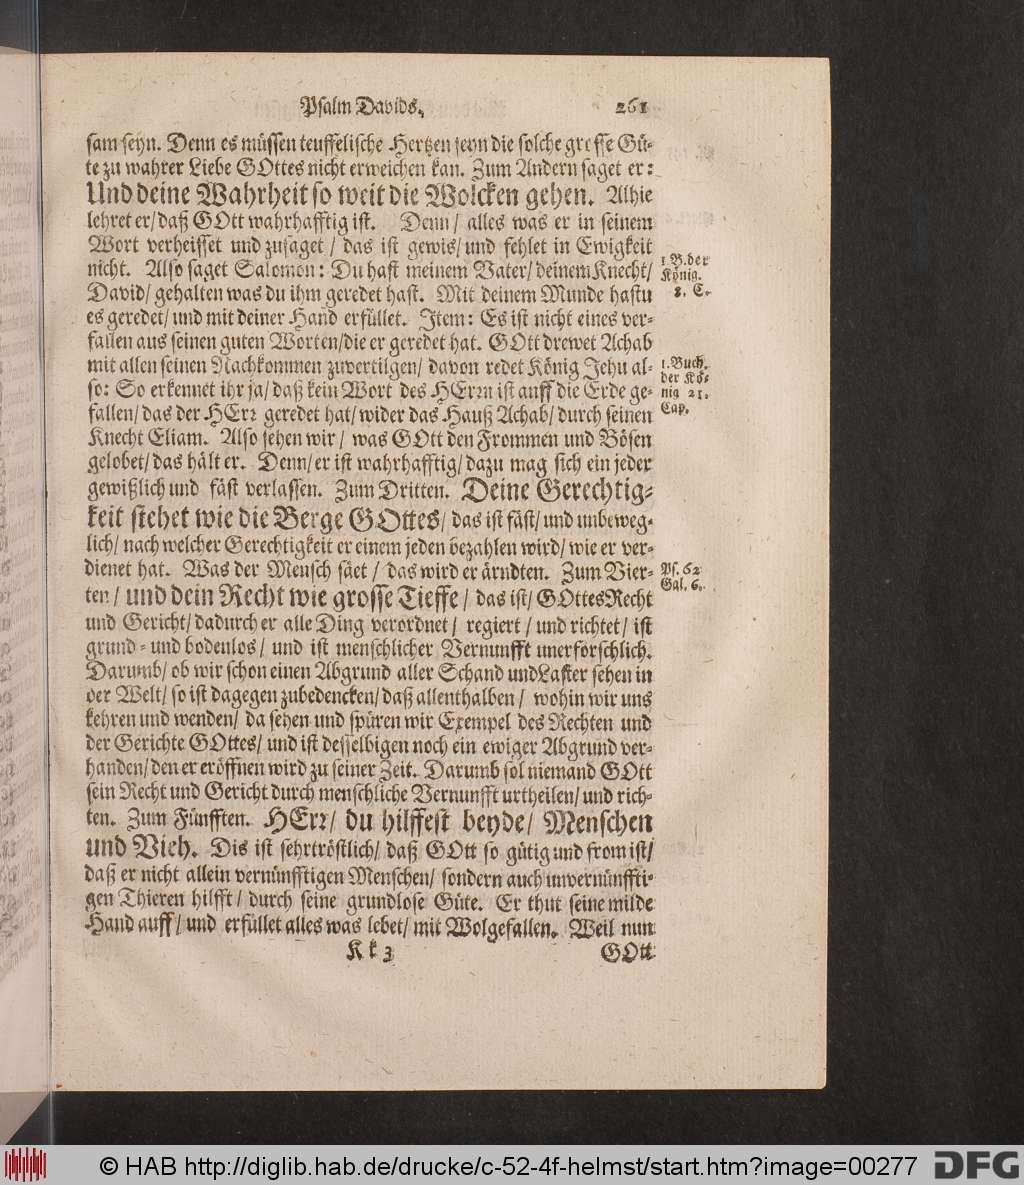 Psalm Davids. 261
sam seyn. Denn es müssen teuffelische Hertzen seyn die solche grosse Gü-
te zu wahrer Liebe GOttes nicht erweichen kan. Zum Andern saget er:
Und deine Wahrheit so weit die Wolcken gehen. Alhie
lehret er/ daß GOtt wahrhafftig ist. Denn/ alles was er in seinem
Wort verheisset und zusaget/ das ist gewis/ und fehlet in Ewigkeit
nicht. Also saget Salomon: Du hast meinem Vater/ deinem Knecht/
David/ gehalten was du ihm geredet hast. Mit deinem Munde hastu
es geredet/ und mit deiner Hand erfüllet. Item: Es ist nicht eines ver-
fallen aus seinen guten Worten/ die er geredet hat. GOtt drewet Achab
mit allen seinen Nachkommen zuvertilgen/ davon redet König Jehu al-
so: So erkennet ihr ja/ daß kein Wort des HErrn ist auff die Erde ge-
fallen/ das der HErr geredet hat/ wider das Hauß Achab/ durch seinen
Knecht Eliam. Also sehen wir/ was GOtt den Frommen und Bösen
gelobet/ das hält er. Denn/ er ist wahrhafftig/ dazu mag sich ein jeder
gewißlich und fäst verlassen. Zum Dritten. Deine Gerechtig-
keit stehet wie die Berge GOttes/ das ist fäst/ und unbeweg-
lich/ nach welcher Gerechtigkeit er einem jeden bezahlen wird/ wie er ver-
dienet hat. Was der Mensch säet/ das wird er ärndten. Zum Vier-
ten/ und dein Recht wie grosse Tieffe/ das ist/ GOttes Recht
und Gericht/ dadurch er alle Ding verordnet/ regiert/ und richtet/ ist
grund- und bodenlos/ und ist menschlicher Vernunfft unerforschlich.
Darumb/ ob wir schon einen Abgrund aller Schand und Laster sehen in
der Welt/ so ist dagegen zubedencken/ daß allenthalben/ wohin wir uns
kehren und wenden/ da sehen und spüren wir Exempel des Rechten und
der Gerichte GOttes/ und ist desselbigen noch ein ewiger Abgrund ver-
handen/ den er eröffnen wird zu seiner Zeit. Darumb sol niemand GOtt
sein Recht und Gericht durch menschliche Vernunfft urtheilen/ und rich-
ten. Zum Fünfften. HErr/ du hilffest beyde/ Menschen
und Vieh. Dis ist sehr tröstlich/ daß GOtt so gütig und from ist/
daß er nicht allein vernünfftigen Menschen/ sondern auch unvernünffti-
gen Thieren hilfft/ durch seine grundlose Güte. Er thut seine milde
Hand auff/ und erfüllet alles was lebet/ mit Wolgefallen. Weil nun
Kk 3 GOtt
1. B. der
König.
8. C.
1. Buch.
der Kö-
nig 21.
Cap.
Ps. 62
Gal. 6.
© HAB http://diglib.hab.de/drucke/c-52-4f-helmst/start.htm?image=00277 DFG